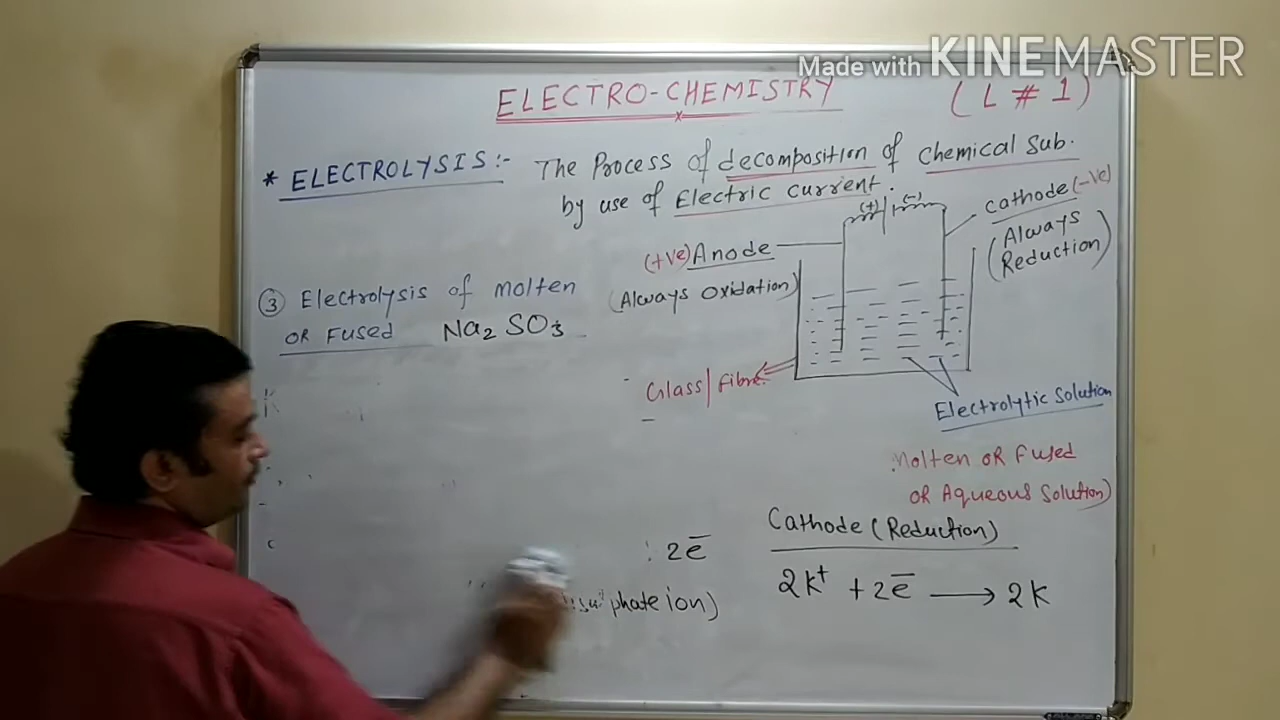 Made with KINEMASTER
ELECTRO-CHEMISTRY (L # 1)
* ELECTROLYSIS:- The Process of decomposition of chemical sub.
by use of Electric current.
(+) (-)
cathode (-ve)
(Always
Reduction)
(+ve) Anode
(Always Oxidation)
③ Electrolysis of molten
OR Fused Na2 SO3
Glass/Fibre.
Electrolytic solution
Molten OR Fused
OR Aqueous Solution)
Cathode (Reduction)
2e̅
2K⁺ + 2e̅ ⟶ 2K
phate ion)